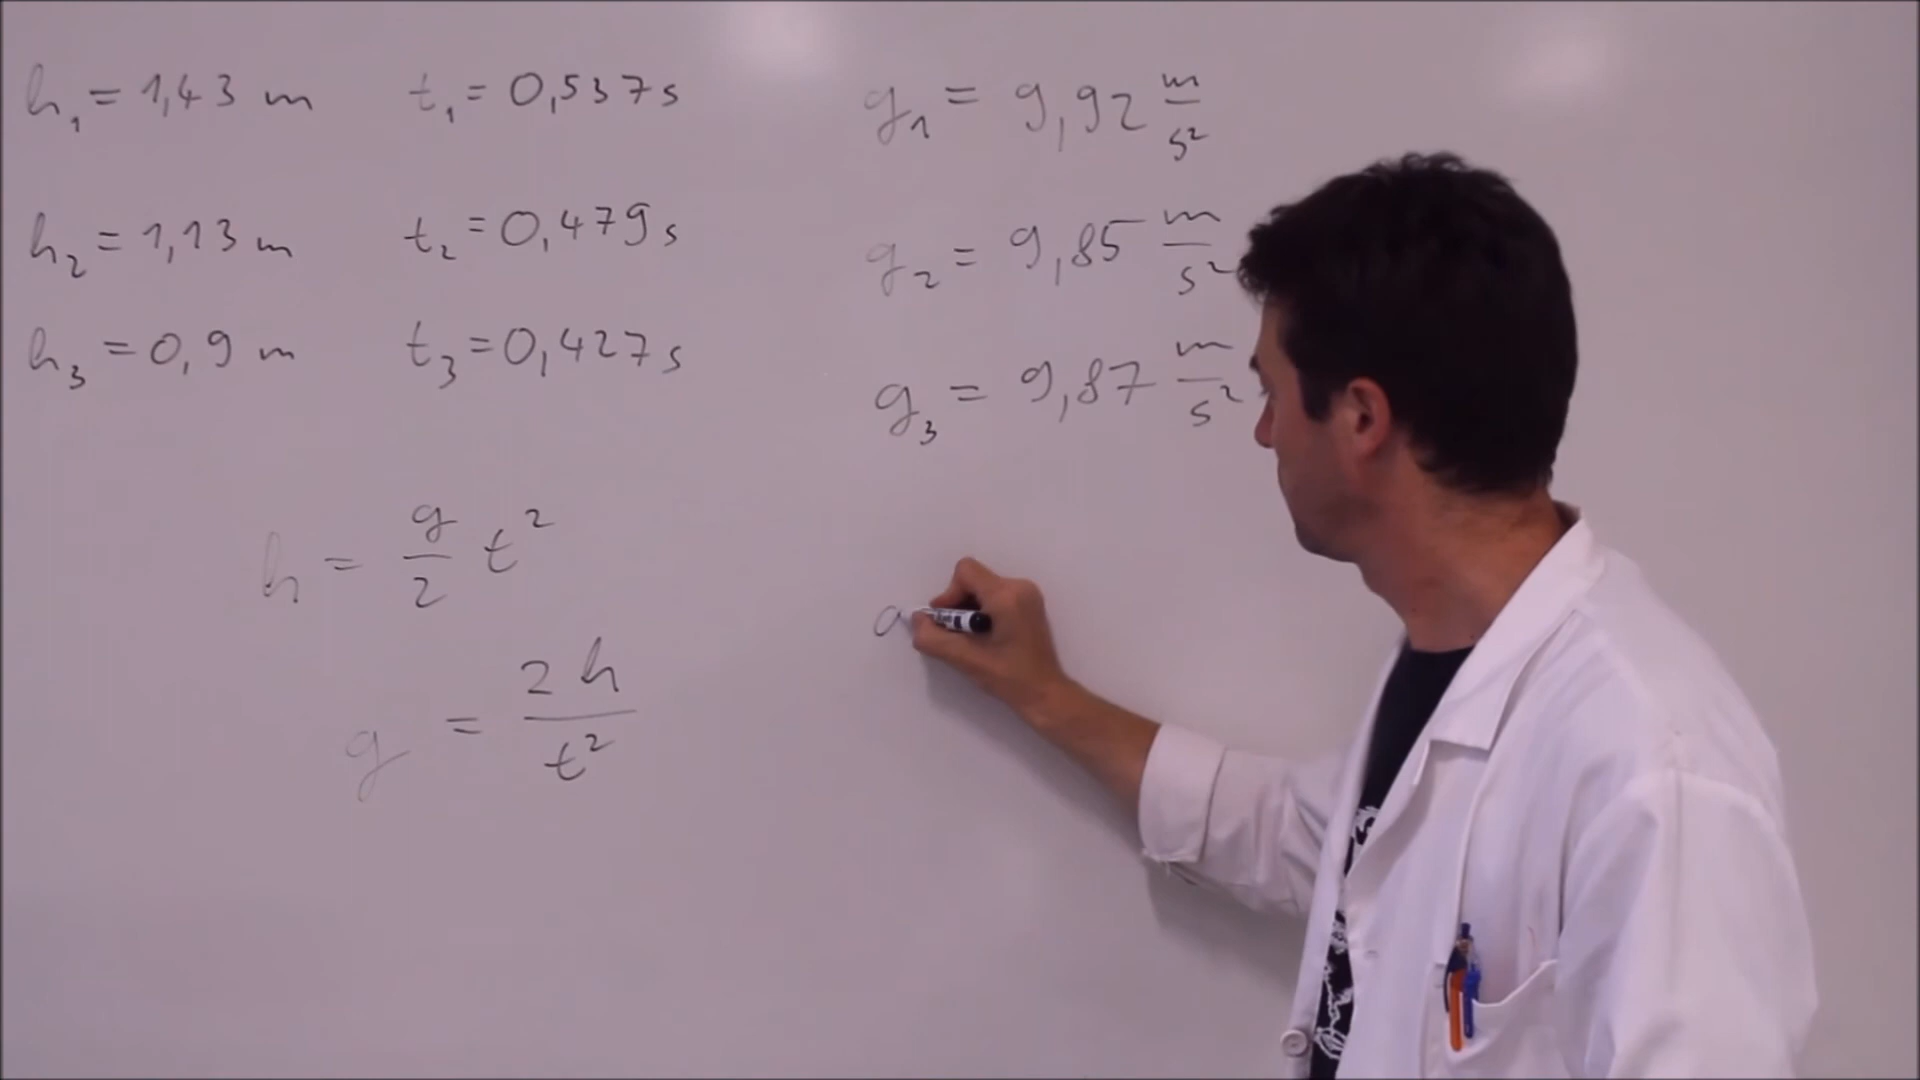 h₁ = 1,43 m t₁ = 0,537 s g₁ = 9,92 m/s²
h₂ = 1,13 m t₂ = 0,479 s g₂ = 9,85 m/s²
h₃ = 0,9 m t₃ = 0,427 s g₃ = 9,87 m/s²
h = g/2 t²
g = 2h/t²